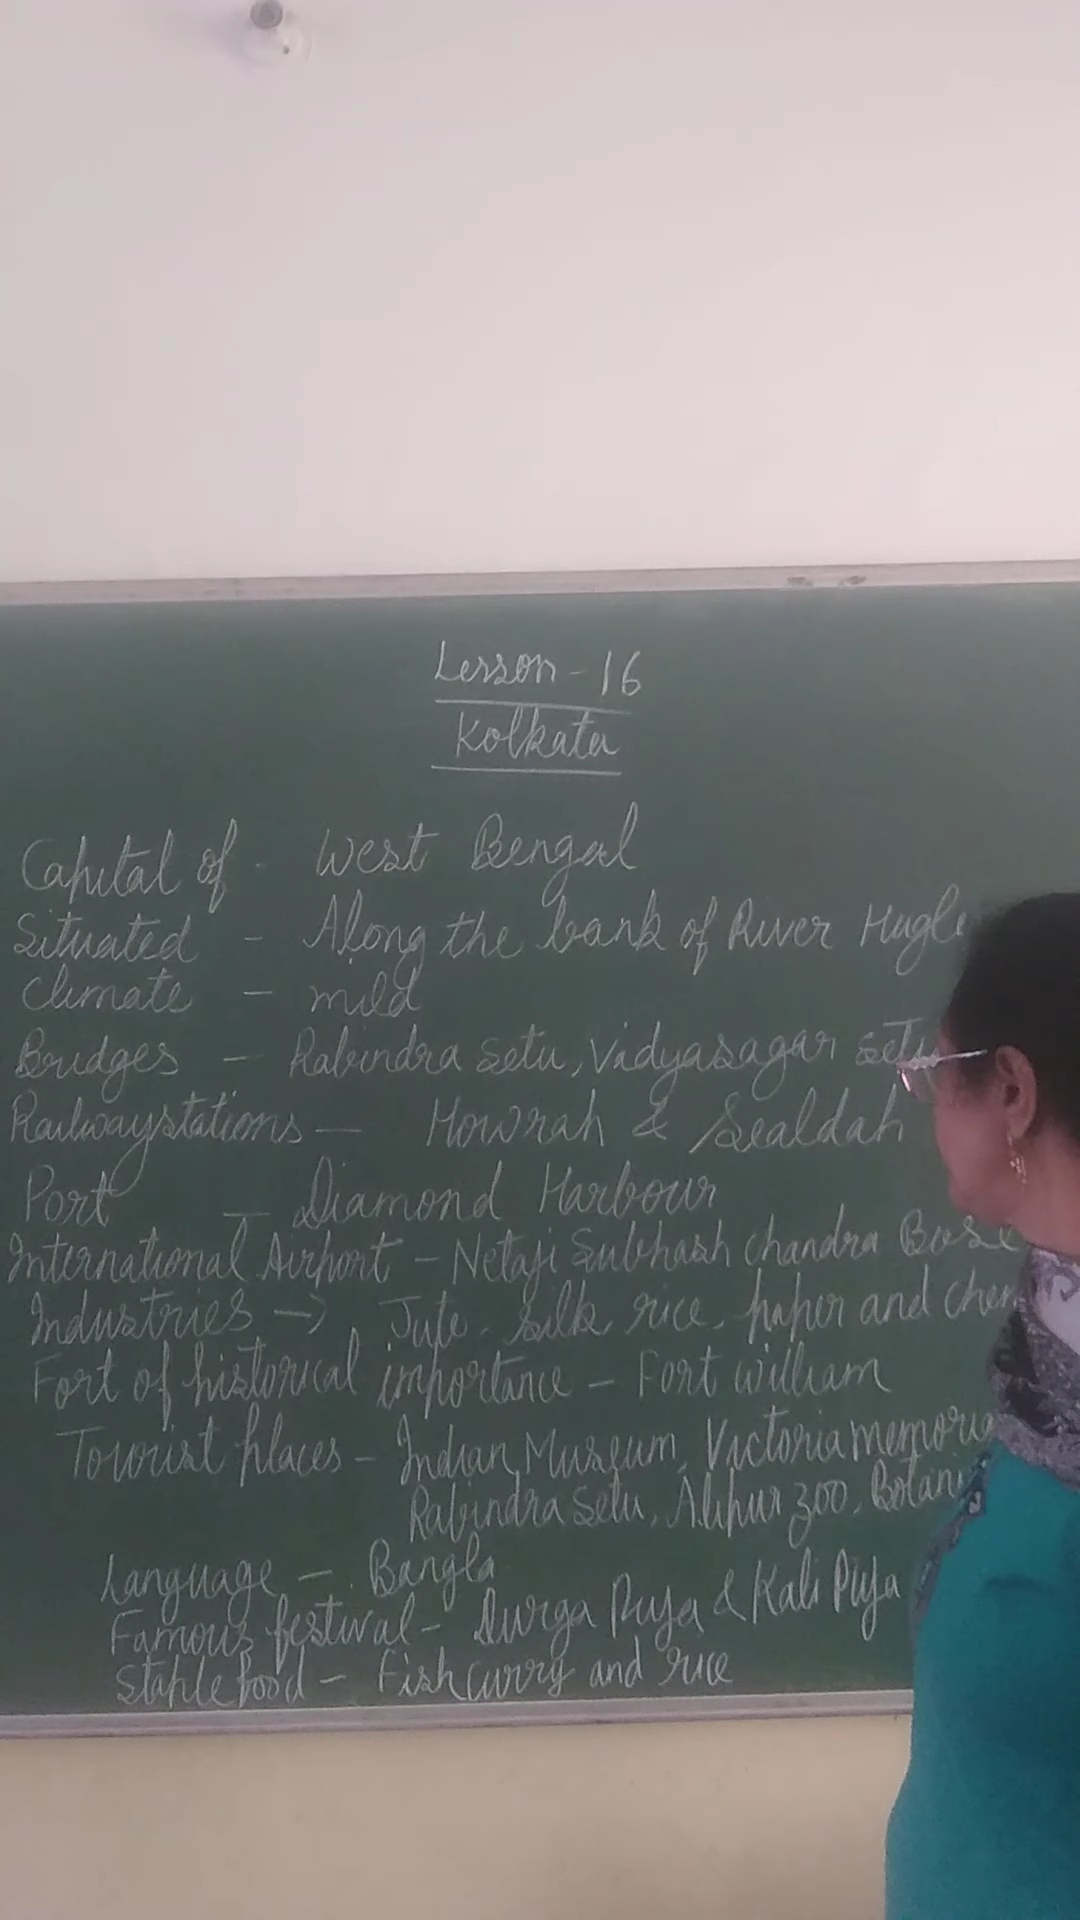 Lesson - 16
Kolkata
Capital of - West Bengal
Situated - Along the bank of River
Climate - mild
Bridges - Rabindra Setu, Vidyasagar Setu
Railwaystations - Howrah & Sealdah
Port - Diamond Harbour
International Airport - Netaji Subhash Chandra Bose
Industries → Jute, Silk, rice, paper and
Fort of historical importance - Fort William
Tourist places - Indian Museum, Victoria
Rabindra Setu, Alipur zoo,
Language - Bangla
Famous festival - Durga Puja & Kali Puja
Staple food - Fish curry and rice